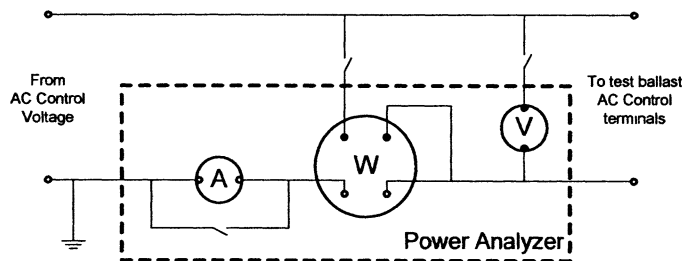 From
AC Control
Voltage
To test ballast
AC Control
terminals
A
W
V
Power Analyzer